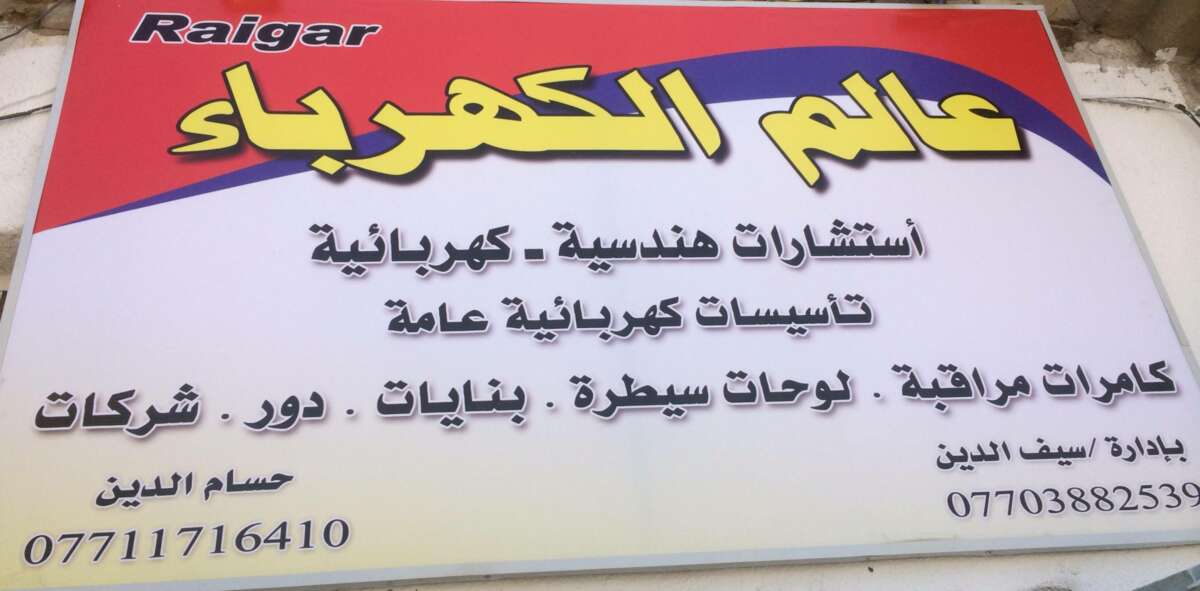 Raigar
عالم الكهرباء
أستشارات هندسية - كهربائية
تأسيسات كهربائية عامة
كامرات مراقبة . لوحات سيطرة . بنايات . دور . شركات
بإدارة /سيف الدين
07703882539
حسام الدين
07711716410